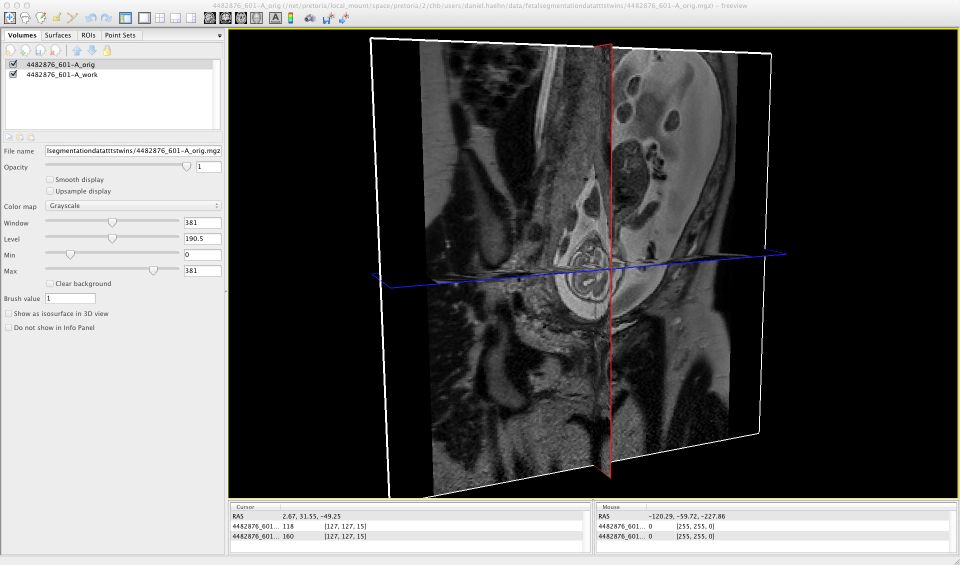 4482876_601-A_orig (/net/pretoria/local_mount/space/pretoria/2/chb/users/daniel.haehn/data/fetalsegmentationdatatttstwins/4482876_601-A_orig.mgz) - freeview
Volumes Surfaces ROIs Point Sets
4482876_601-A_orig
4482876_601-A_work
File name lsegmentationdatatttstwins/4482876_601-A_orig.mgz
Opacity 1
Smooth display
Upsample display
Color map Grayscale
Window 381
Level 190.5
Min 0
Max 381
Clear background
Brush value 1
Show as isosurface in 3D view
Do not show in Info Panel
Cursor
RAS 2.67, 31.55, -49.25
4482876_601... 118 [127, 127, 15]
4482876_601... 160 [127, 127, 15]
Mouse
RAS -120.29, -59.72, -227.86
4482876_601... 0 [255, 255, 0]
4482876_601... 0 [255, 255, 0]